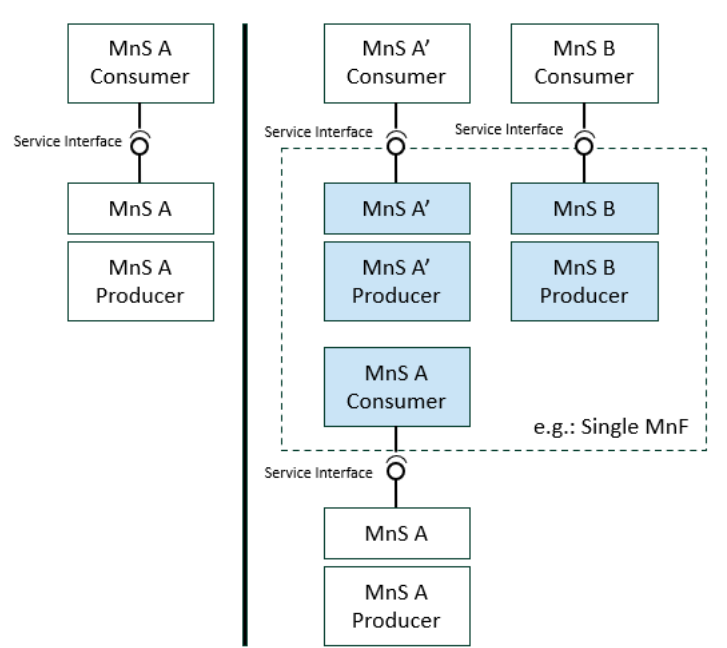 MnS A
Consumer
Service Interface
MnS A
MnS A
Producer
MnS A’
Consumer
MnS B
Consumer
Service Interface
Service Interface
MnS A’
MnS B
MnS A’
Producer
MnS B
Producer
MnS A
Consumer
e.g.: Single MnF
Service Interface
MnS A
MnS A
Producer